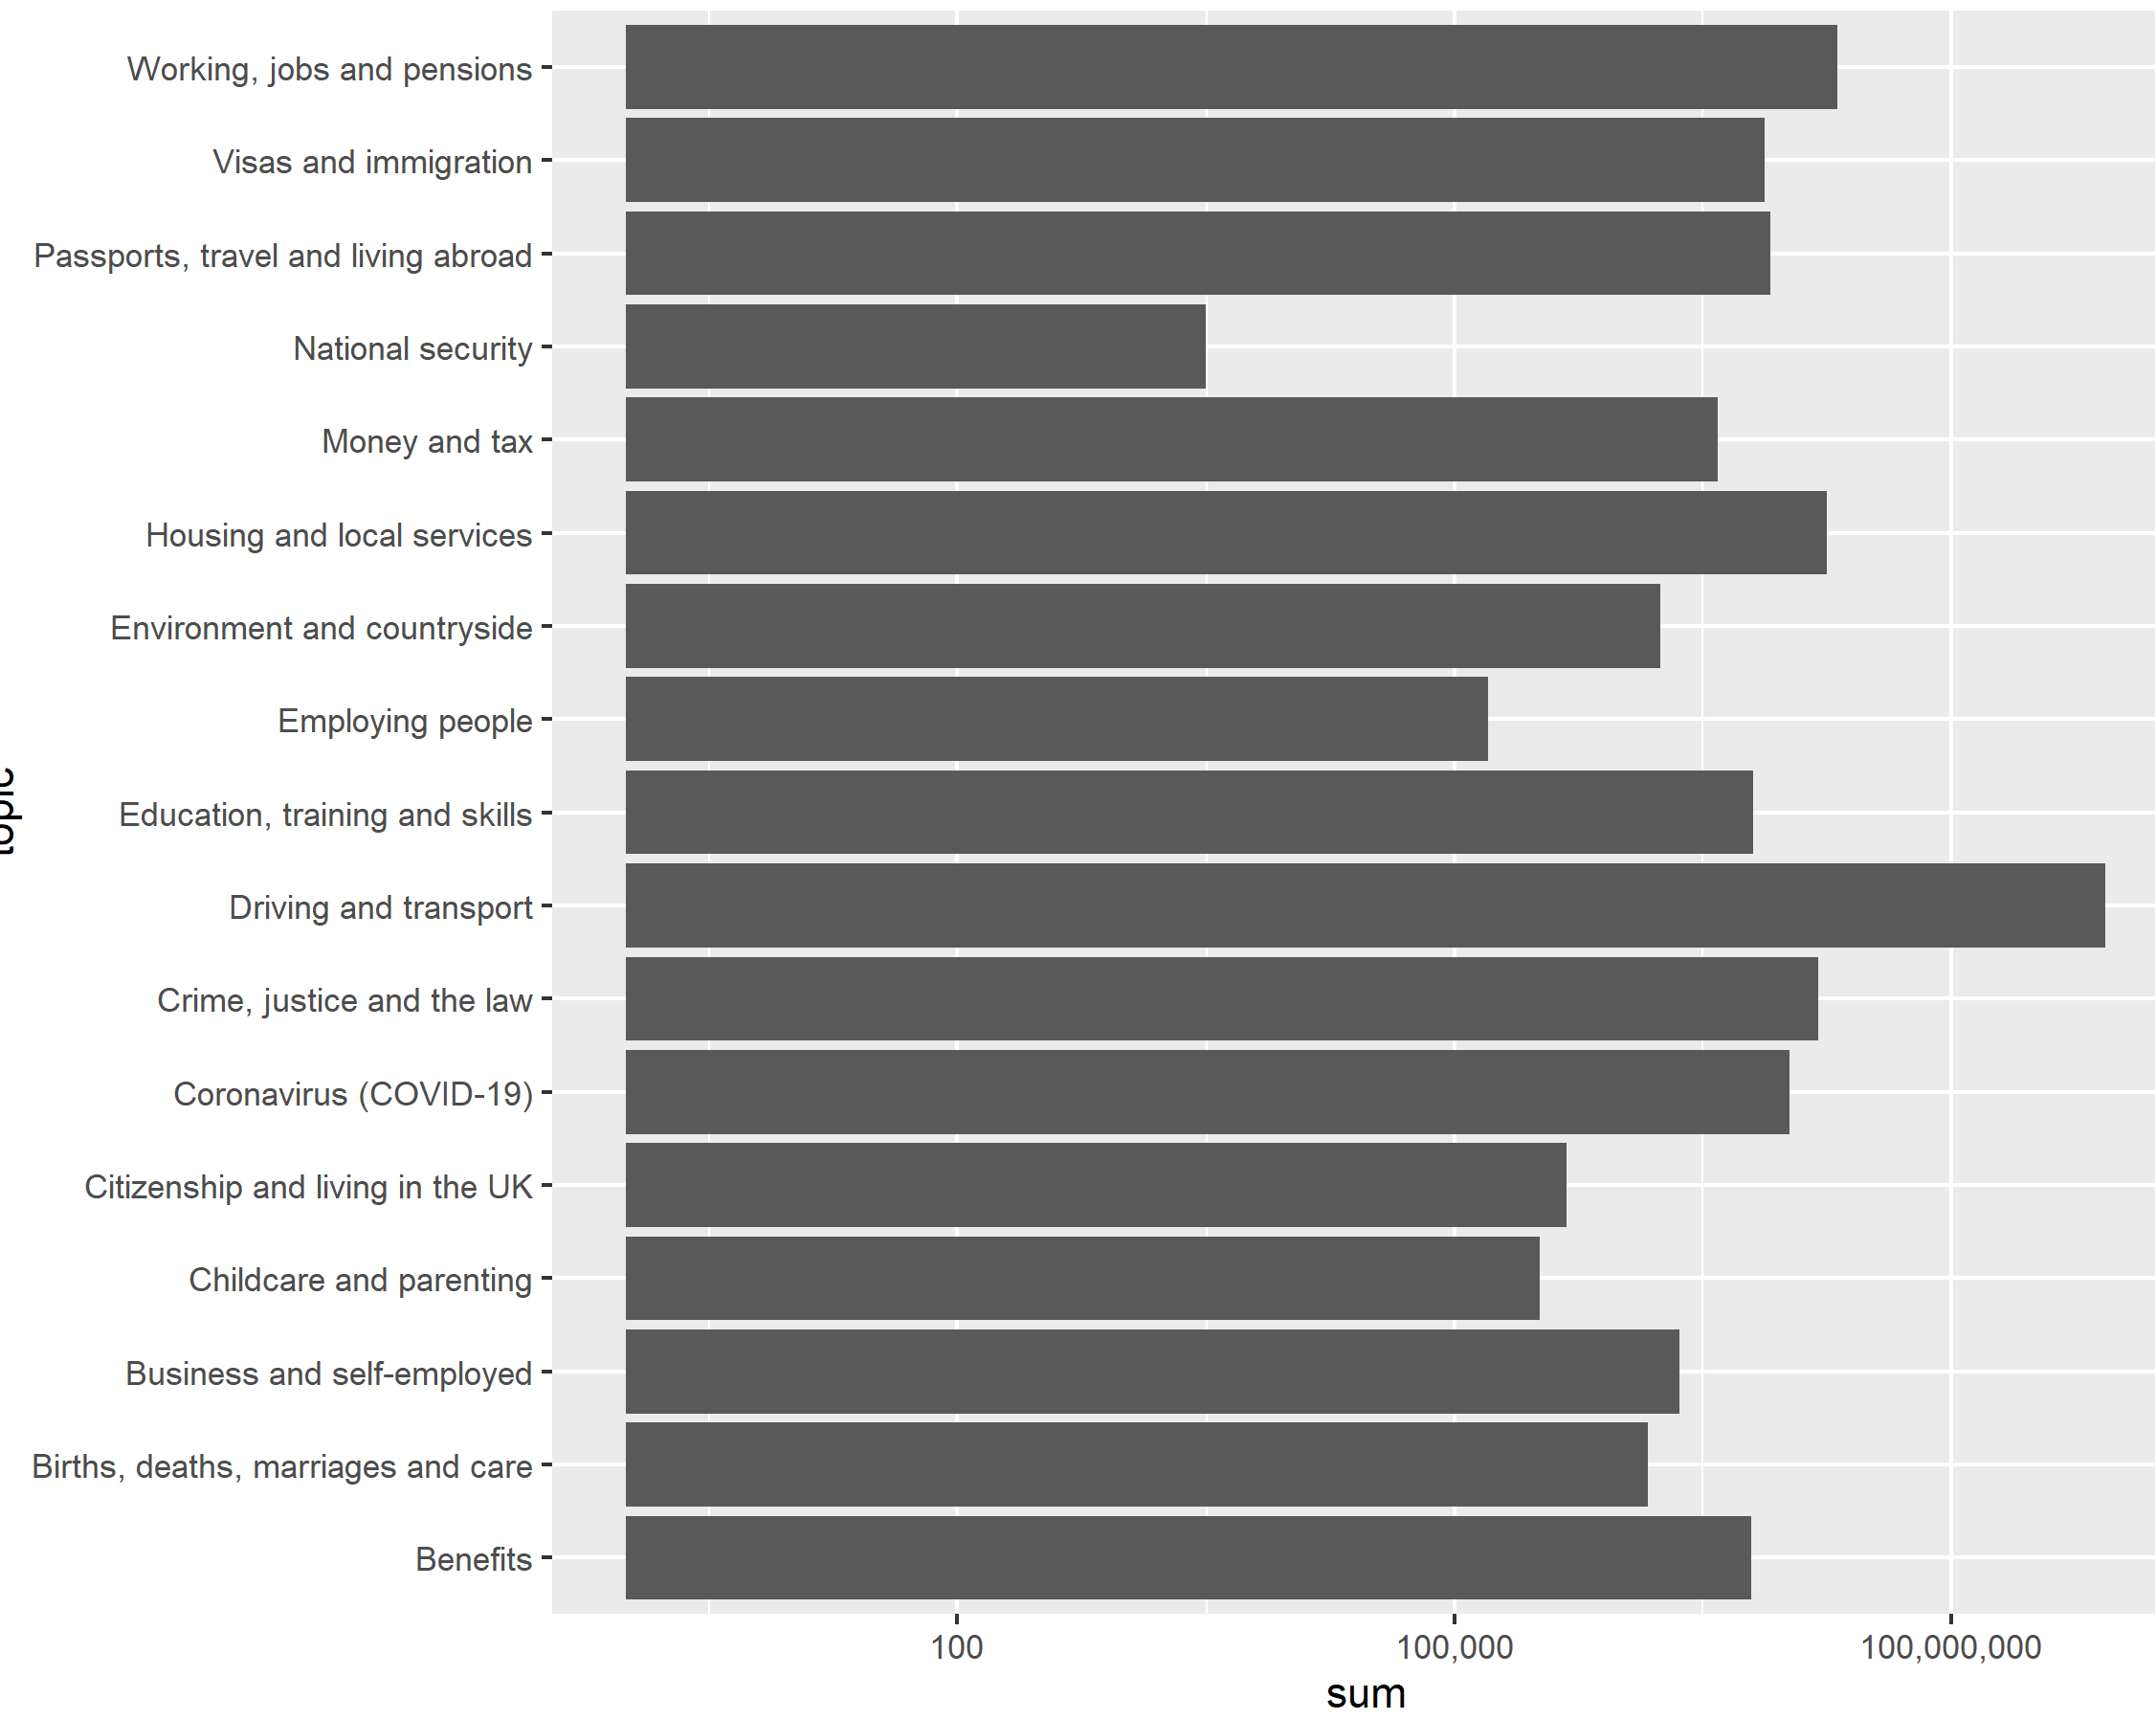 Working, jobs and pensions
Visas and immigration
Passports, travel and living abroad
National security
Money and tax
Housing and local services
Environment and countryside
Employing people
Education, training and skills
Driving and transport
Crime, justice and the law
Coronavirus (COVID-19)
Citizenship and living in the UK
Childcare and parenting
Business and self-employed
Births, deaths, marriages and care
Benefits
topic
100
100,000
100,000,000
sum